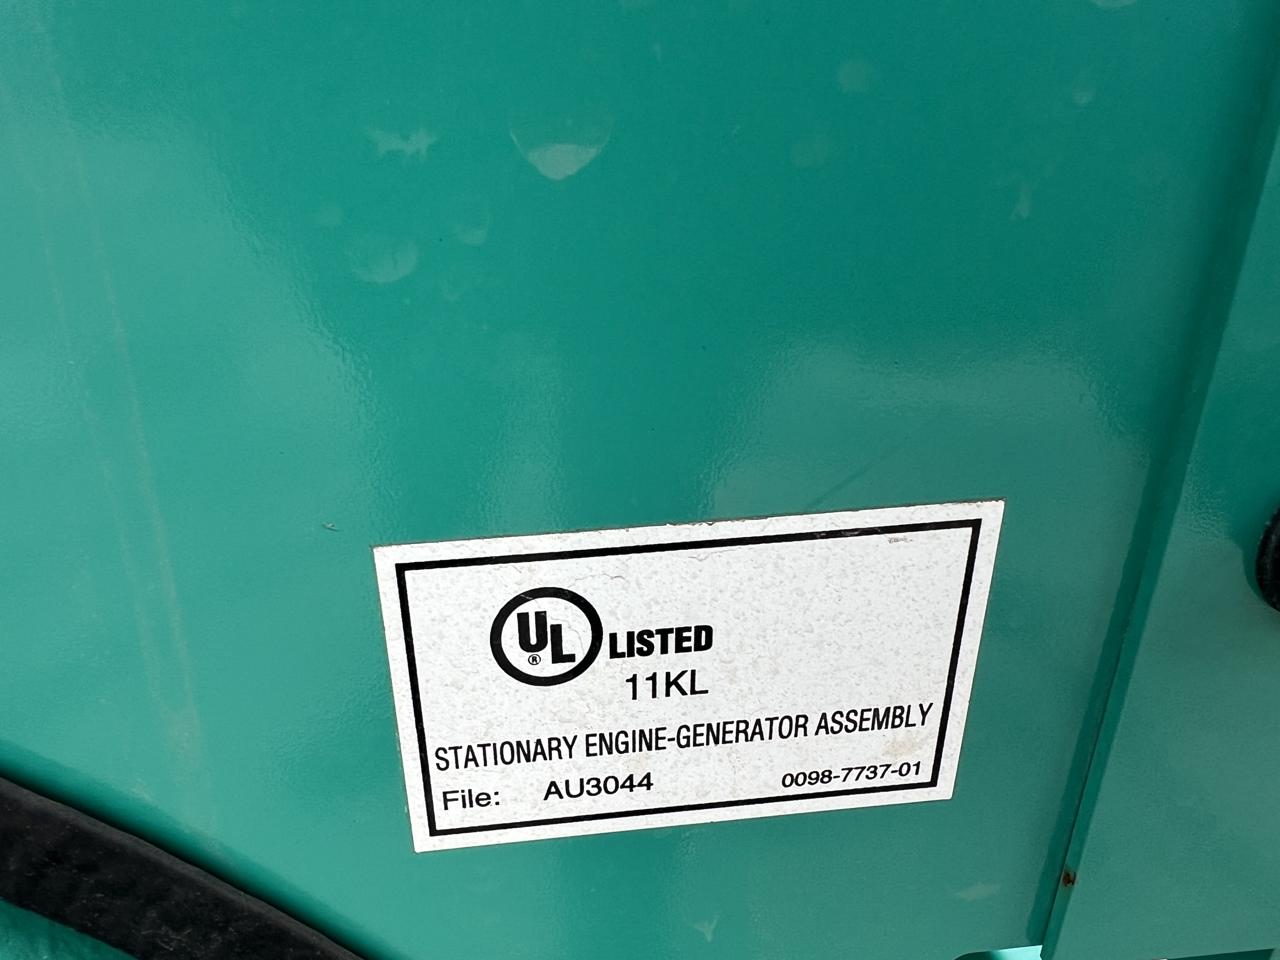 UL® LISTED
11KL
STATIONARY ENGINE-GENERATOR ASSEMBLY
File: AU3044 0098-7737-01